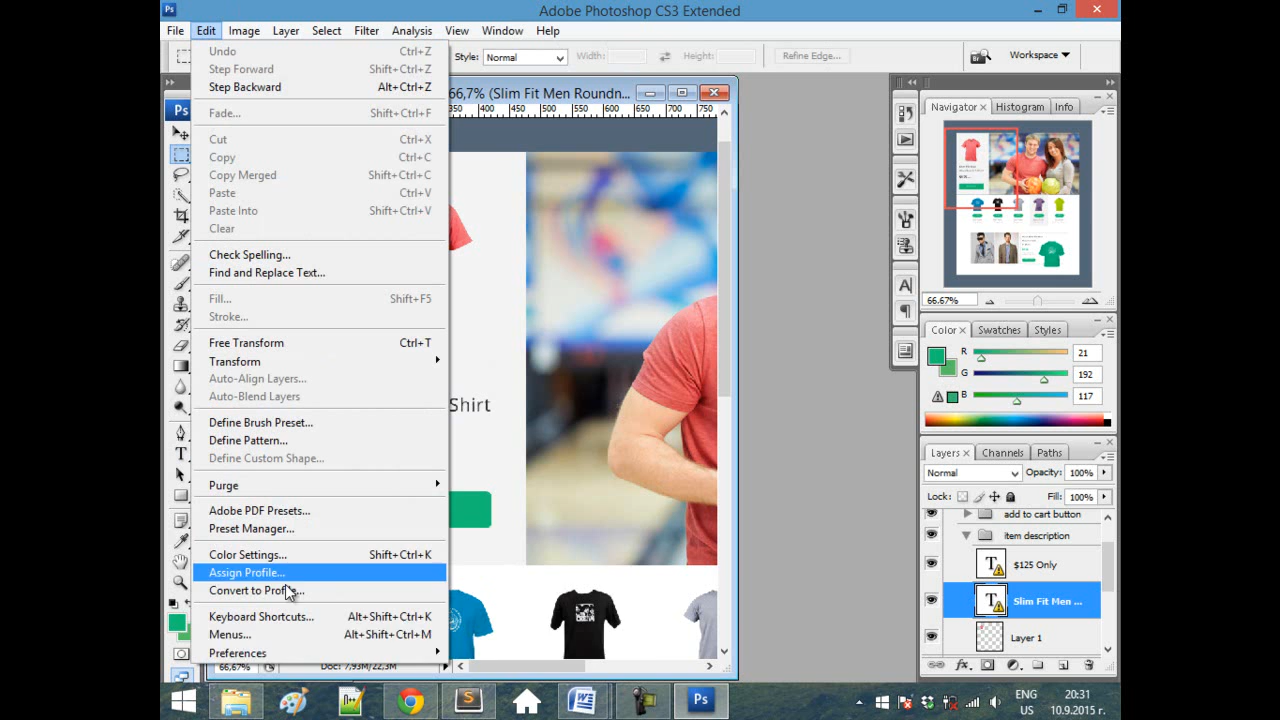 Ps
Adobe Photoshop CS3 Extended
File Edit Image Layer Select Filter Analysis View Window Help
Style: Normal Width: Height: Refine Edge... Workspace
Undo Ctrl+Z
Step Forward Shift+Ctrl+Z
Step Backward Alt+Ctrl+Z
Fade... Shift+Ctrl+F
Cut Ctrl+X
Copy Ctrl+C
Copy Merged Shift+Ctrl+C
Paste Ctrl+V
Paste Into Shift+Ctrl+V
Clear
Check Spelling...
Find and Replace Text...
Fill... Shift+F5
Stroke...
Free Transform Ctrl+T
Transform
Auto-Align Layers...
Auto-Blend Layers
Define Brush Preset...
Define Pattern...
Define Custom Shape...
Purge
Adobe PDF Presets...
Preset Manager...
Color Settings... Shift+Ctrl+K
Assign Profile...
Keyboard Shortcuts... Alt+Shift+Ctrl+K
Menus... Alt+Shift+Ctrl+M
Preferences
Ps
T
66,7% (Slim Fit Men Roundn...
350 400 450 500 550 600 650 700 750
Shirt
66,67% Doc: 7,93M/22,3M
Navigator Histogram Info
66.67%
Color Swatches Styles
R 21
G 192
B 117
A
Layers Channels Paths
Normal Opacity: 100%
Lock: Fill: 100%
add to cart button
item description
T $125 Only
T Slim Fit Men ...
Layer 1
fx
N++
S
W
Ps
ENG 20:31
US 10.9.2015 г.